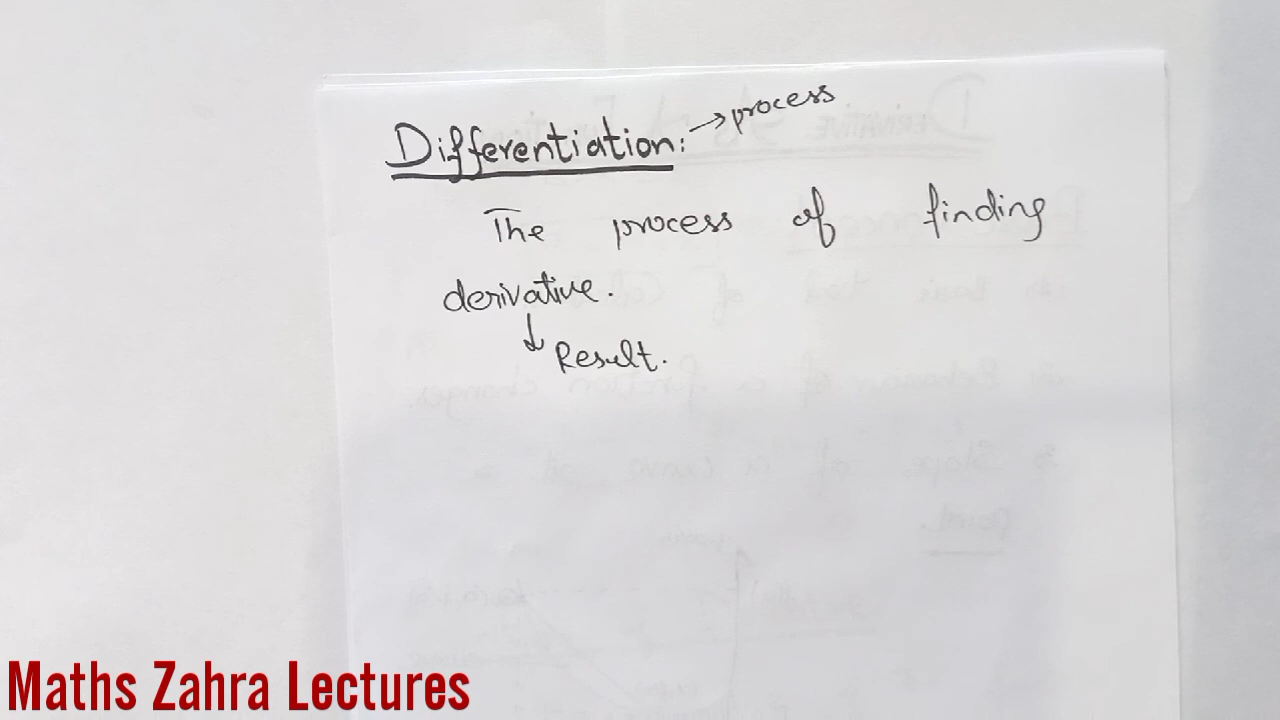 Differentiation: → process
The process of finding
derivative.
↓ Result.
Maths Zahra Lectures